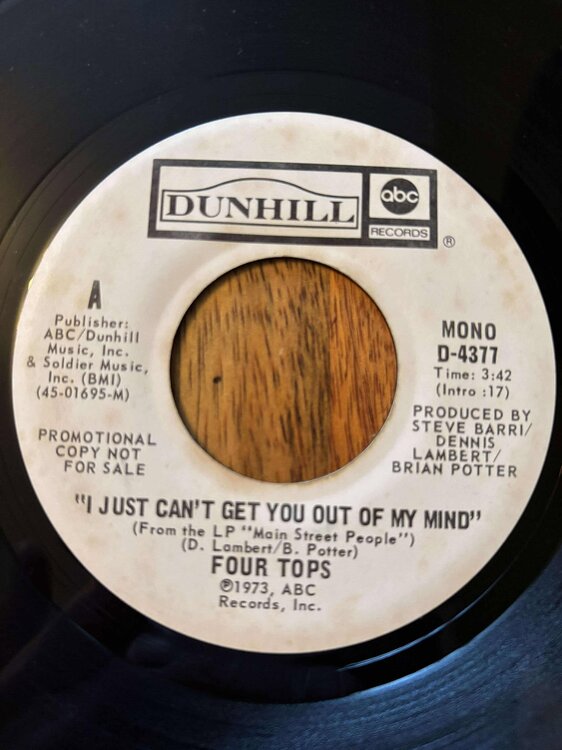 DUNHILL
abc
RECORDS
®
A
Publisher:
ABC/Dunhill
Music, Inc.
& Soldier Music,
Inc. (BMI)
(45-01695-M)
PROMOTIONAL
COPY NOT
FOR SALE
MONO
D-4377
Time: 3:42
(Intro :17)
PRODUCED BY
STEVE BARRI/
DENNIS
LAMBERT/
BRIAN POTTER
"I JUST CAN'T GET YOU OUT OF MY MIND"
(From the LP "Main Street People")
(D. Lambert/B. Potter)
FOUR TOPS
℗1973, ABC
Records, Inc.